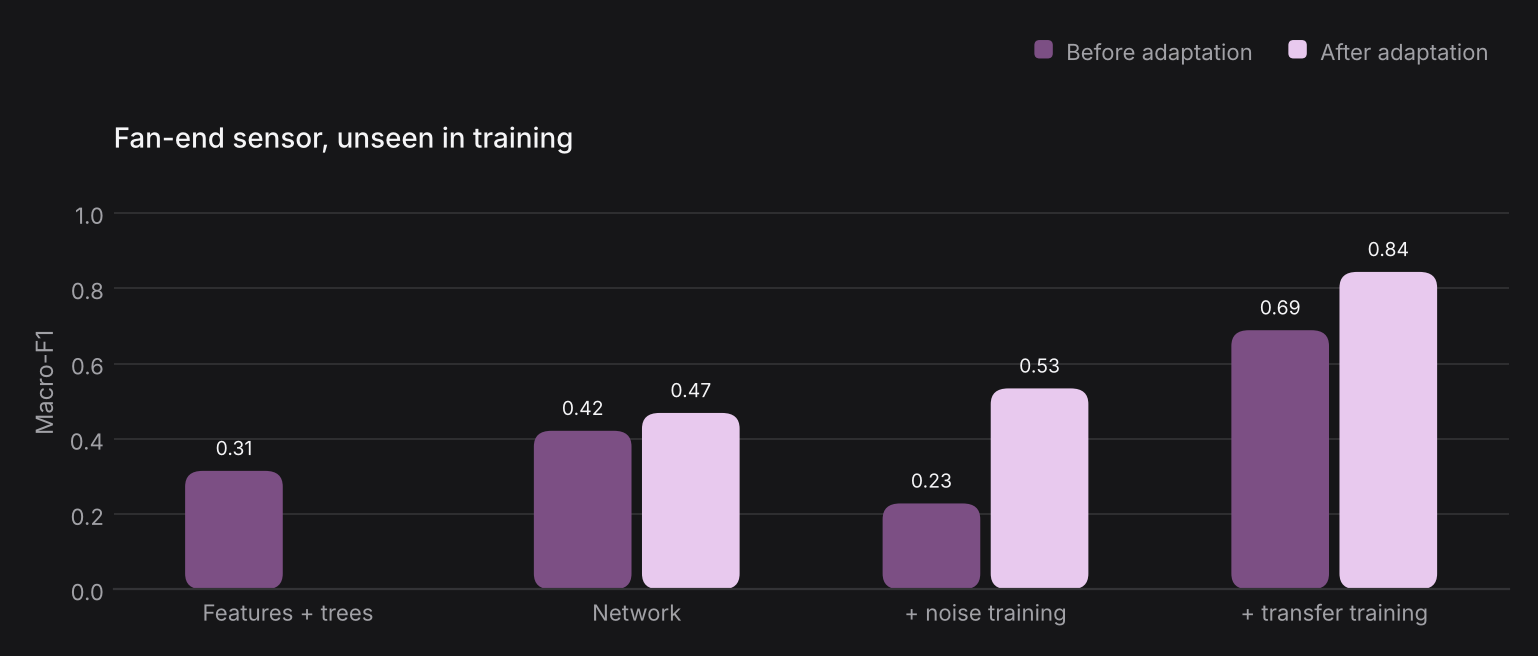 Before adaptation
After adaptation
Fan-end sensor, unseen in training
Macro-F1
1.0
0.8
0.6
0.4
0.2
0.0
0.31
0.42
0.47
0.23
0.53
0.69
0.84
Features + trees
Network
+ noise training
+ transfer training